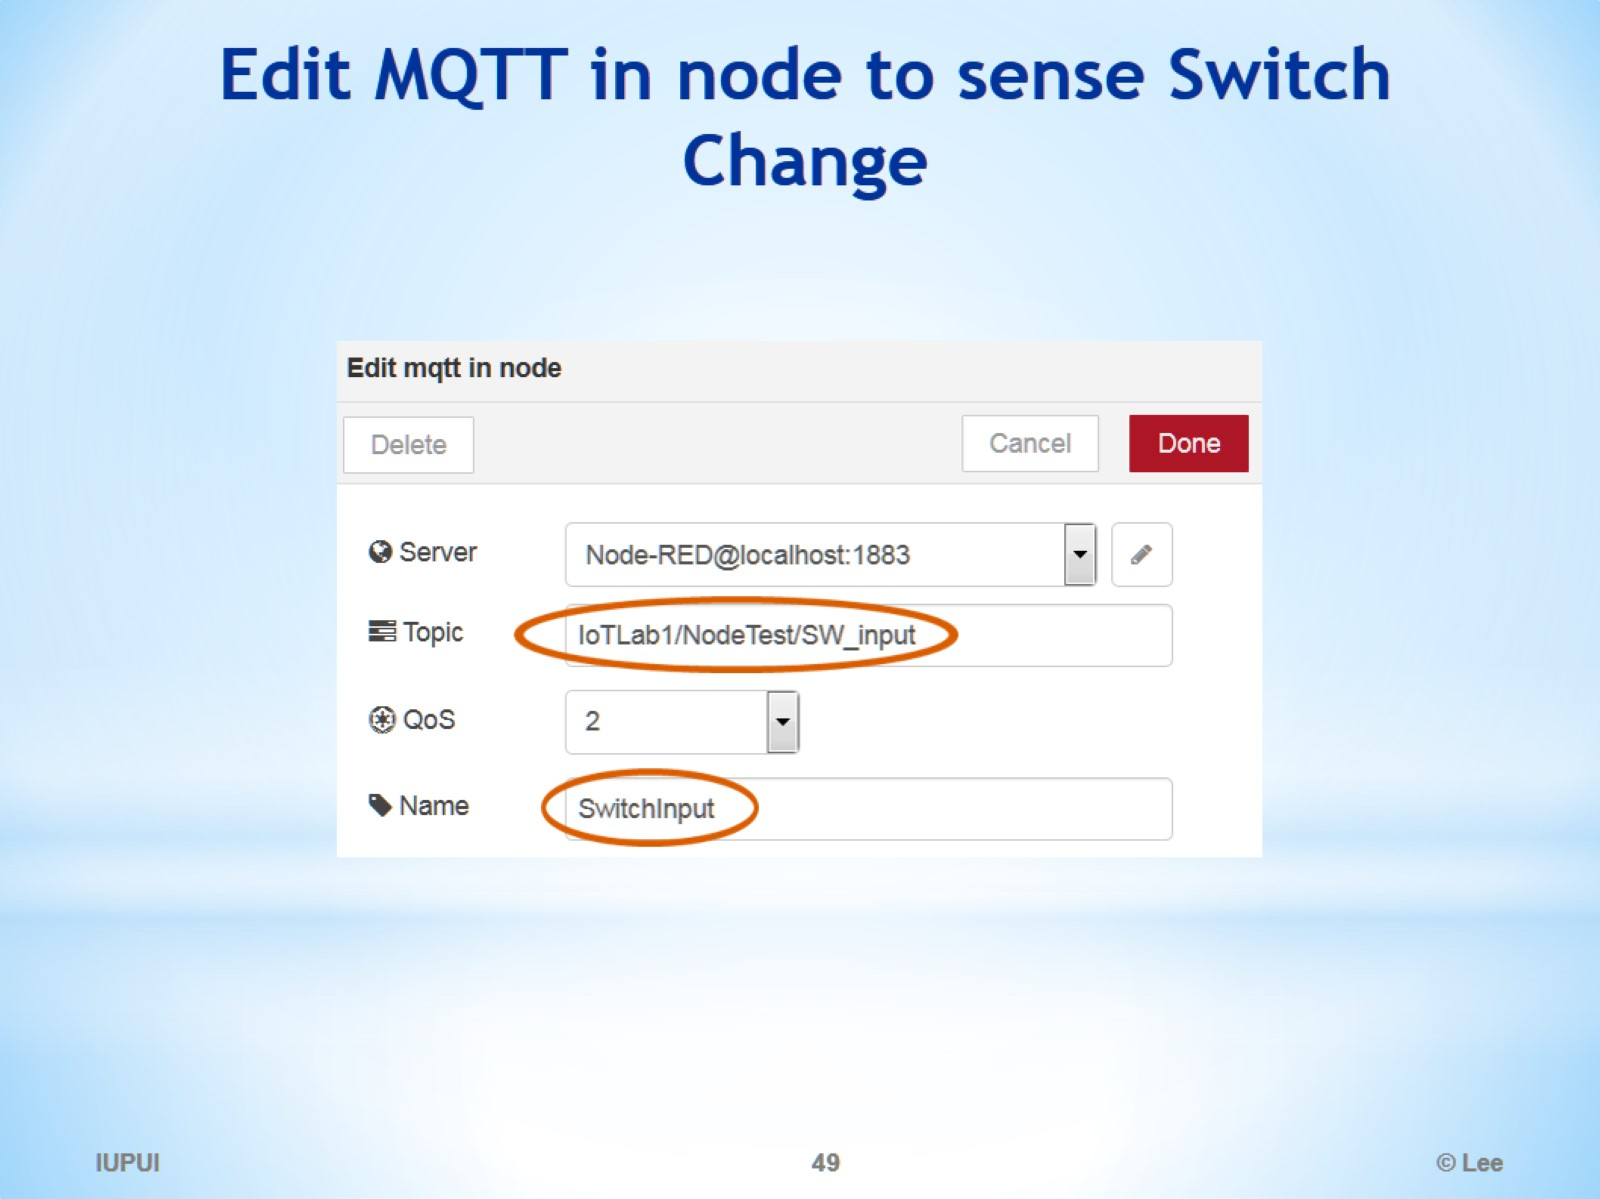 Edit MQTT in node to sense Switch
Change
Edit mqtt in node
Delete
Cancel
Done
Server
Node-RED@localhost:1883
Topic
IoTLab1/NodeTest/SW_input
QoS
2
Name
SwitchInput
IUPUI
49
© Lee